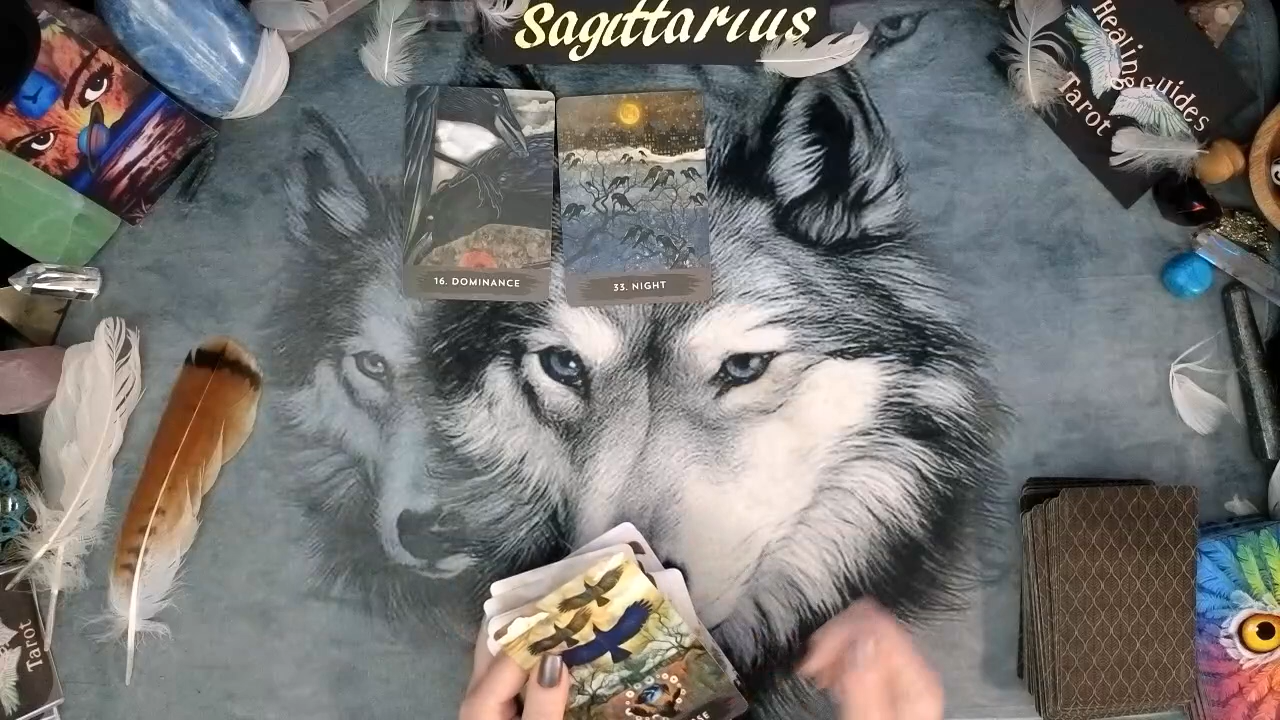 Sagittarius
Healing
Guides
Tarot
16. DOMINANCE
33. NIGHT
Tarot